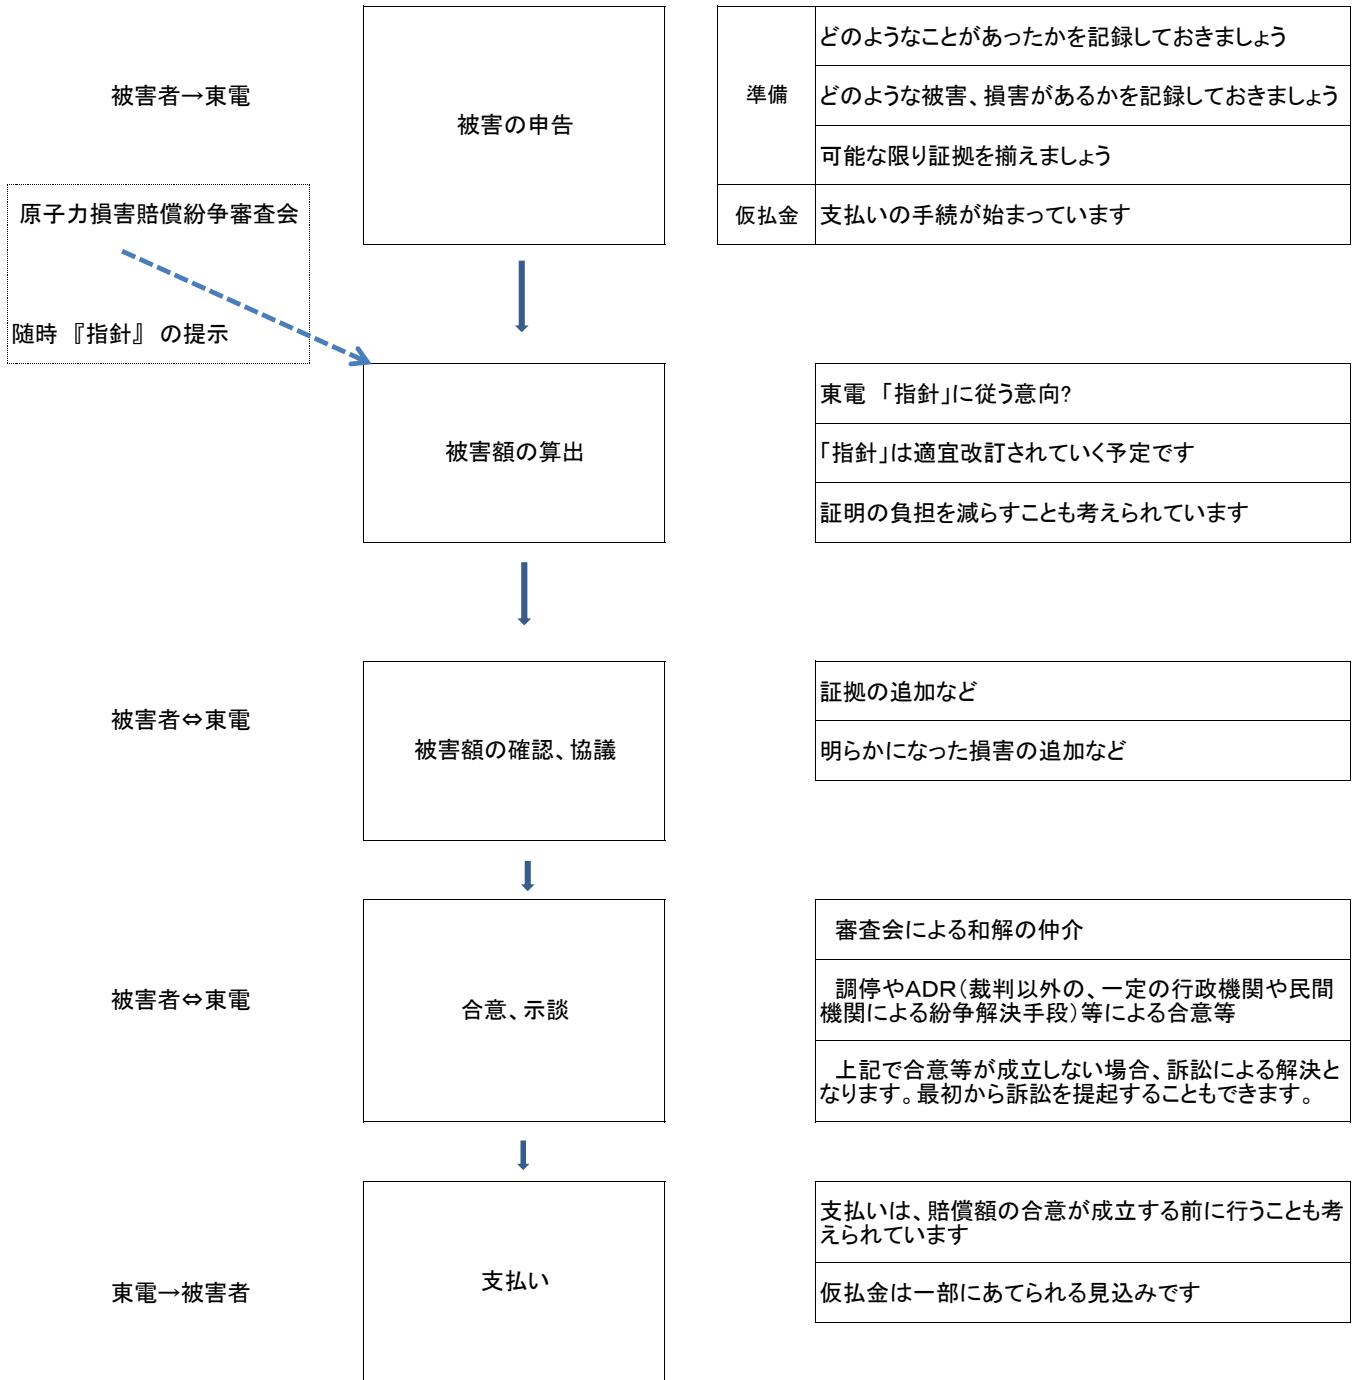 被害者→東電
被害の申告
準備
どのようなことがあったかを記録しておきましょう
どのような被害、損害があるかを記録しておきましょう
可能な限り証拠を揃えましょう
仮払金
支払いの手続が始まっています
原子力損害賠償紛争審査会
随時『指針』の提示
被害額の算出
東電 「指針」に従う意向?
「指針」は適宜改訂されていく予定です
証明の負担を減らすことも考えられています
被害者⇔東電
被害額の確認、協議
証拠の追加など
明らかになった損害の追加など
被害者⇔東電
合意、示談
審査会による和解の仲介
調停やADR(裁判以外の、一定の行政機関や民間
機関による紛争解決手段)等による合意等
上記で合意等が成立しない場合、訴訟による解決と
なります。最初から訴訟を提起することもできます。
東電→被害者
支払い
支払いは、賠償額の合意が成立する前に行うことも考
えられています
仮払金は一部にあてられる見込みです